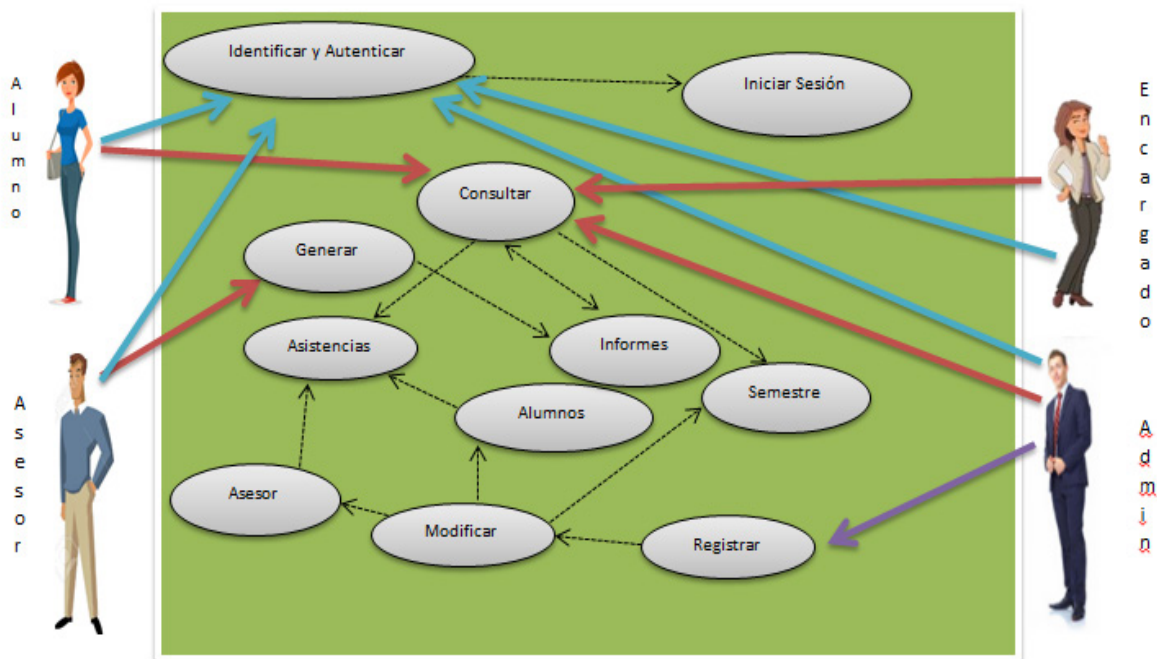 Identificar y Autenticar
Iniciar Sesión
Alumno
Encargado
Consultar
Generar
Asistencias
Informes
Semestre
Alumnos
Asesor
Admin
Asesor
Modificar
Registrar